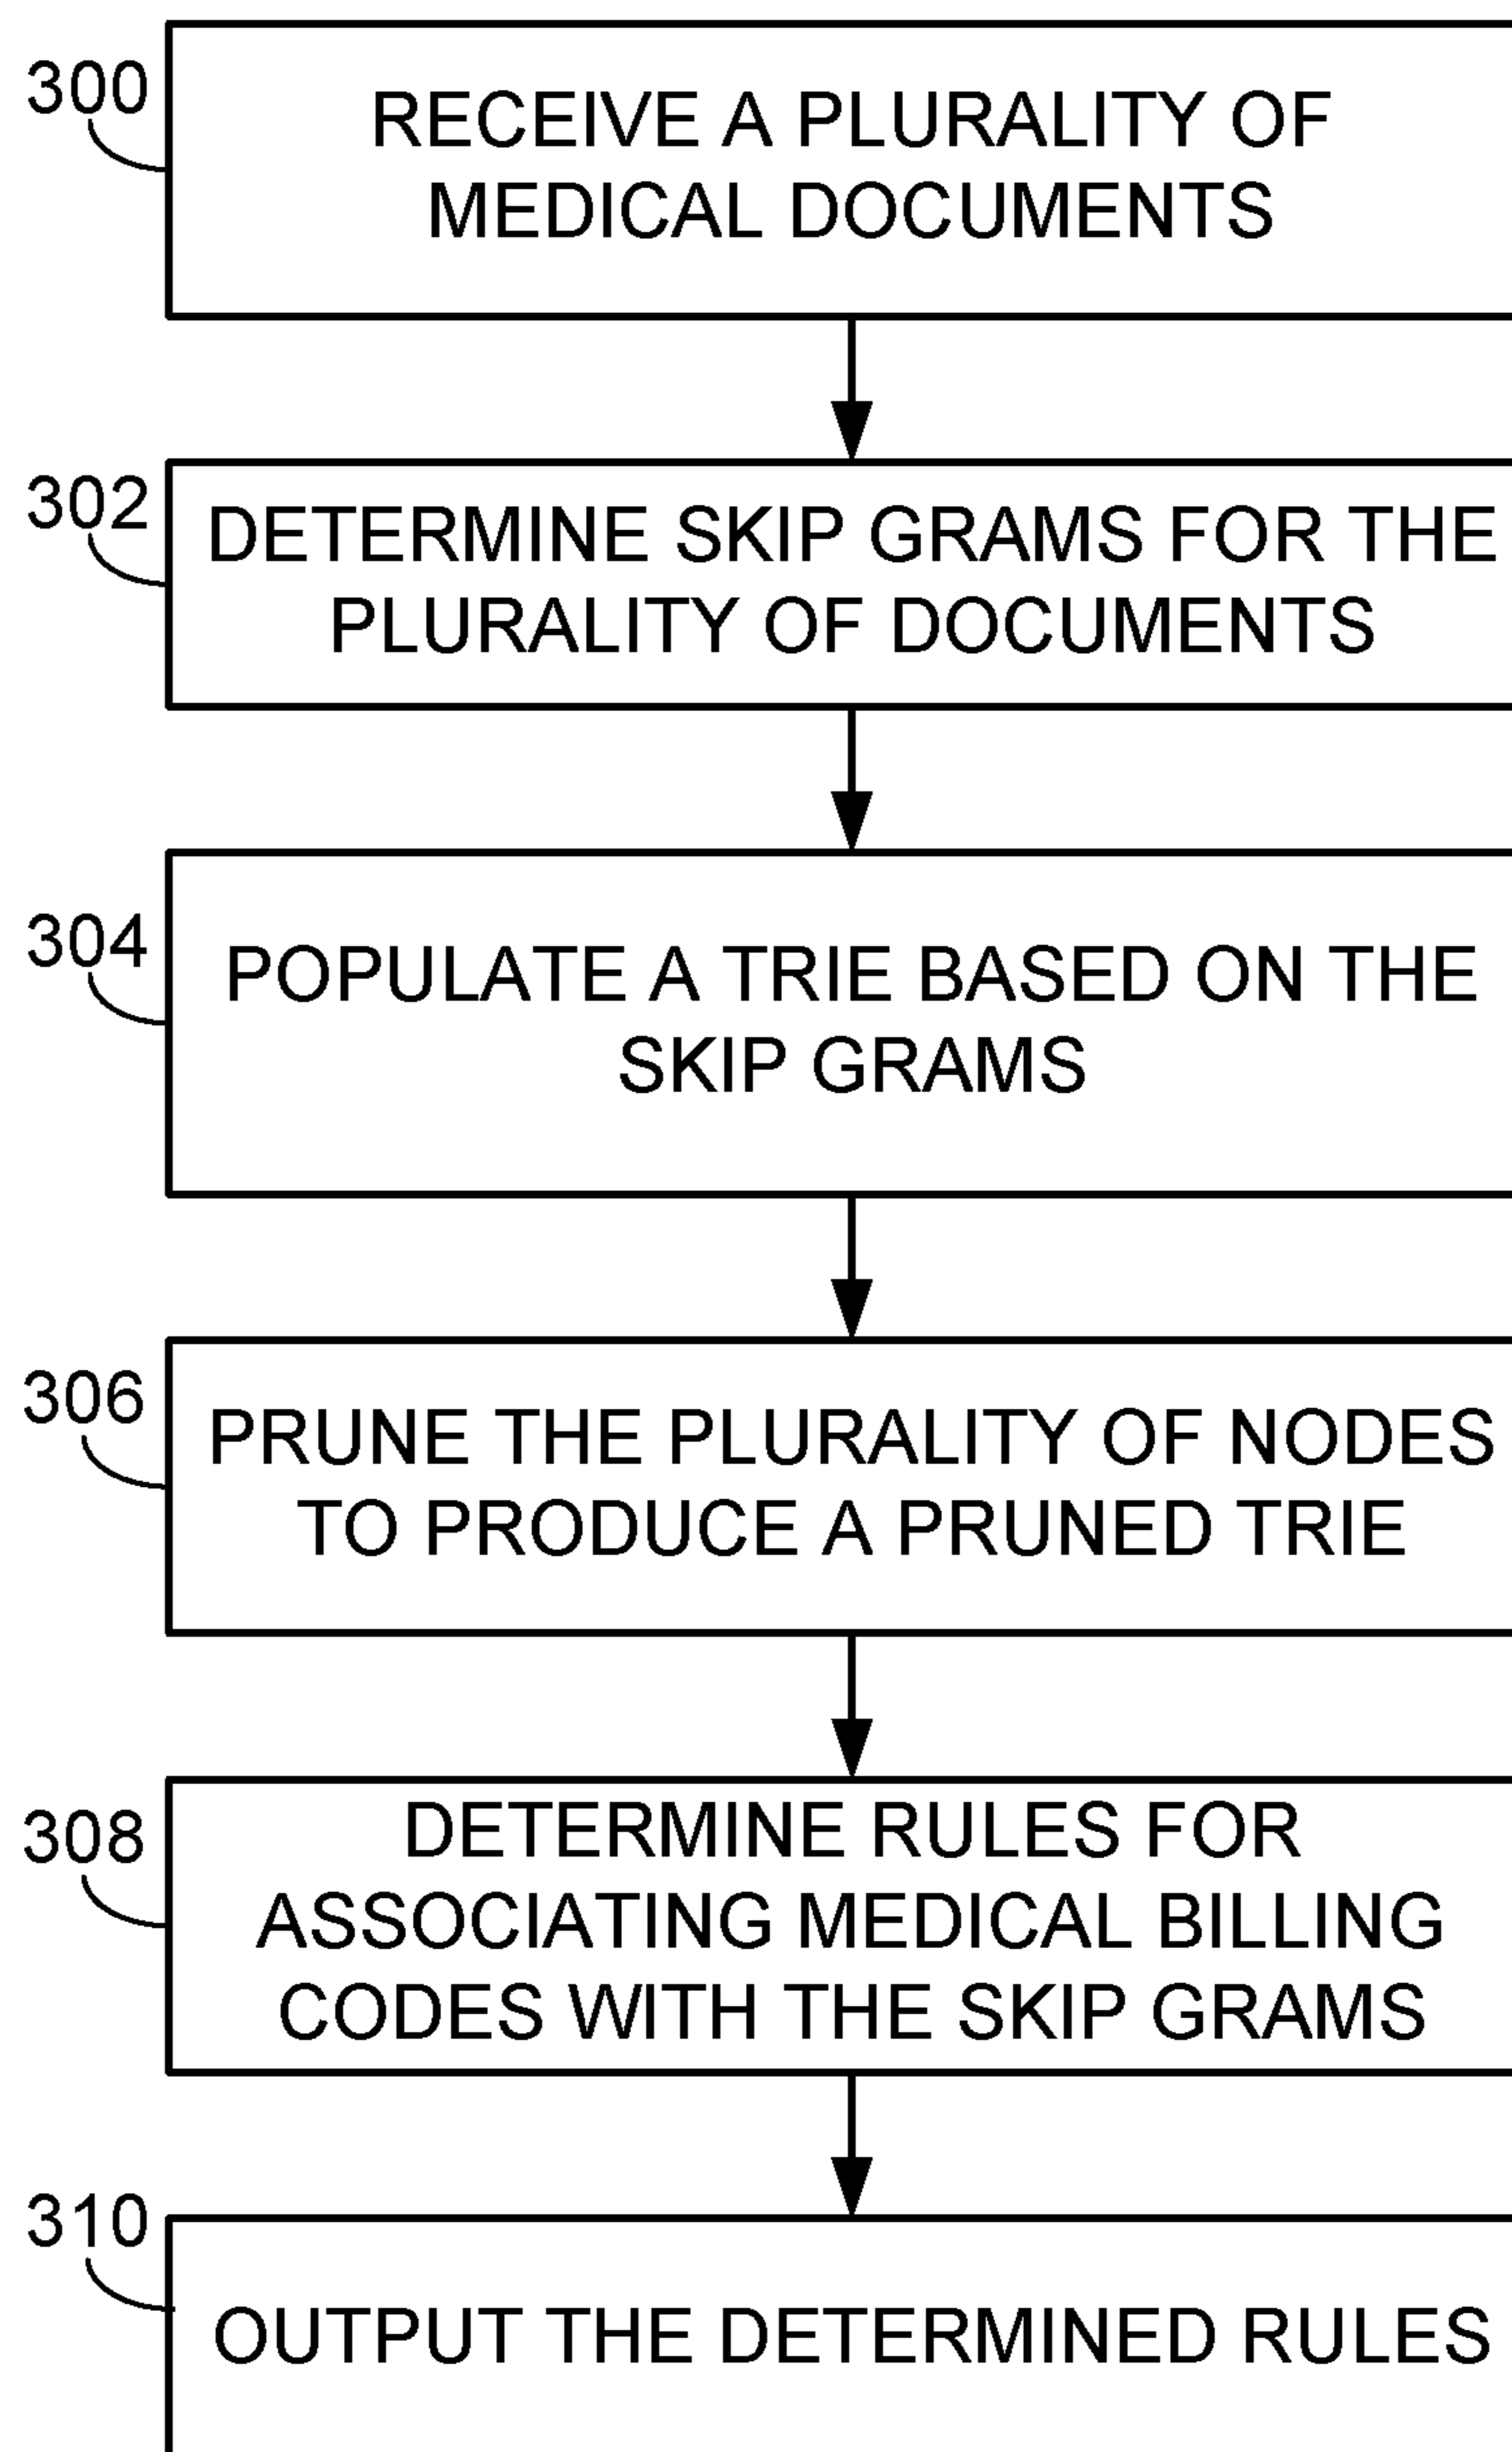 300
RECEIVE A PLURALITY OF
MEDICAL DOCUMENTS
302
DETERMINE SKIP GRAMS FOR THE
PLURALITY OF DOCUMENTS
304
POPULATE A TRIE BASED ON THE
SKIP GRAMS
306
PRUNE THE PLURALITY OF NODES
TO PRODUCE A PRUNED TRIE
308
DETERMINE RULES FOR
ASSOCIATING MEDICAL BILLING
CODES WITH THE SKIP GRAMS
310
OUTPUT THE DETERMINED RULES